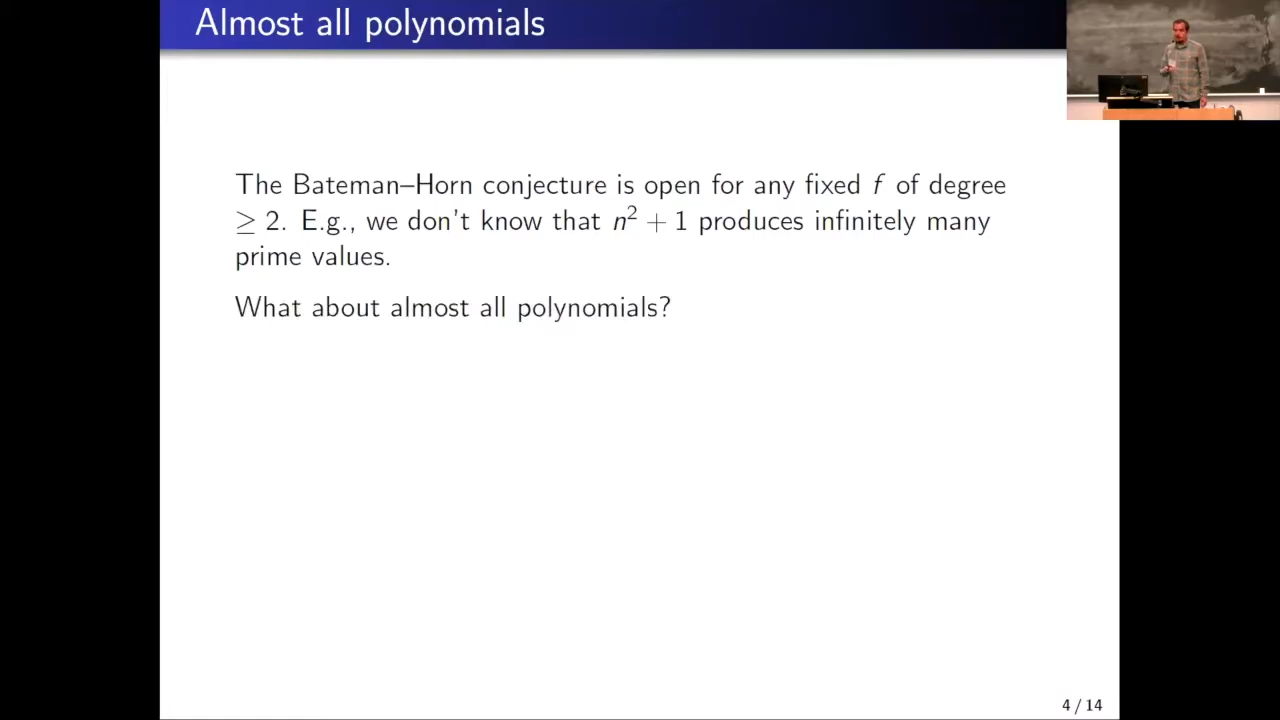 Almost all polynomials
The Bateman–Horn conjecture is open for any fixed f of degree
≥ 2. E.g., we don't know that n² + 1 produces infinitely many
prime values.
What about almost all polynomials?
4 / 14